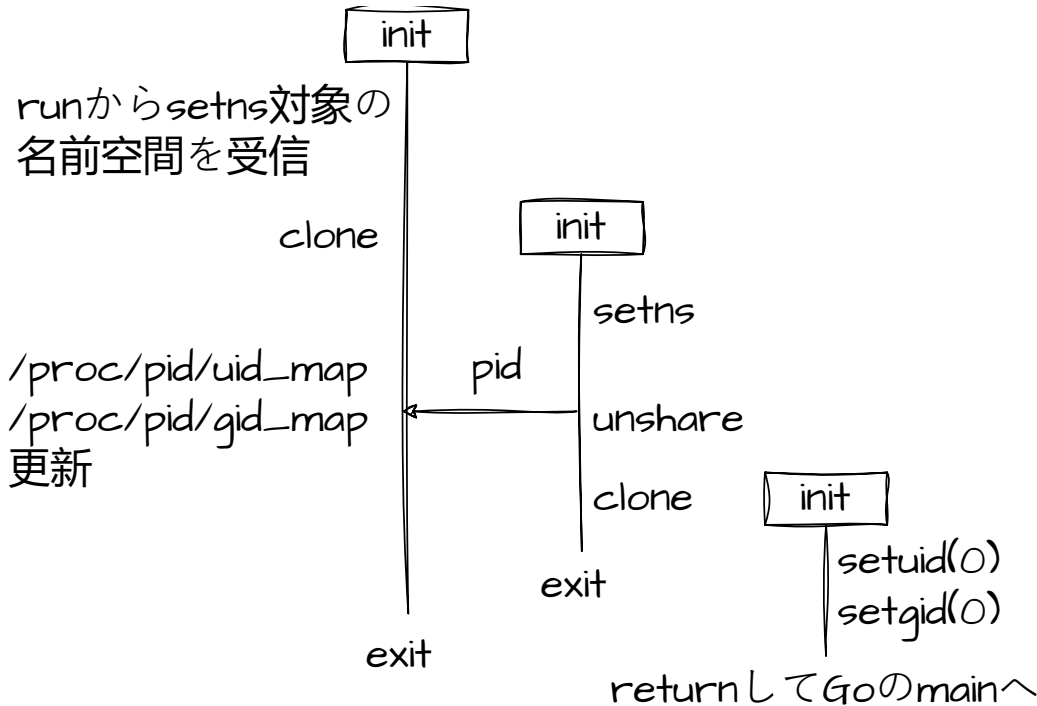 init
runからsetns対象の
名前空間を受信
init
clone
setns
/proc/pid/uid_map
pid
/proc/pid/gid_map
unshare
更新
clone
init
setuid(0)
exit
setgid(0)
exit
returnしてGoのmainへ